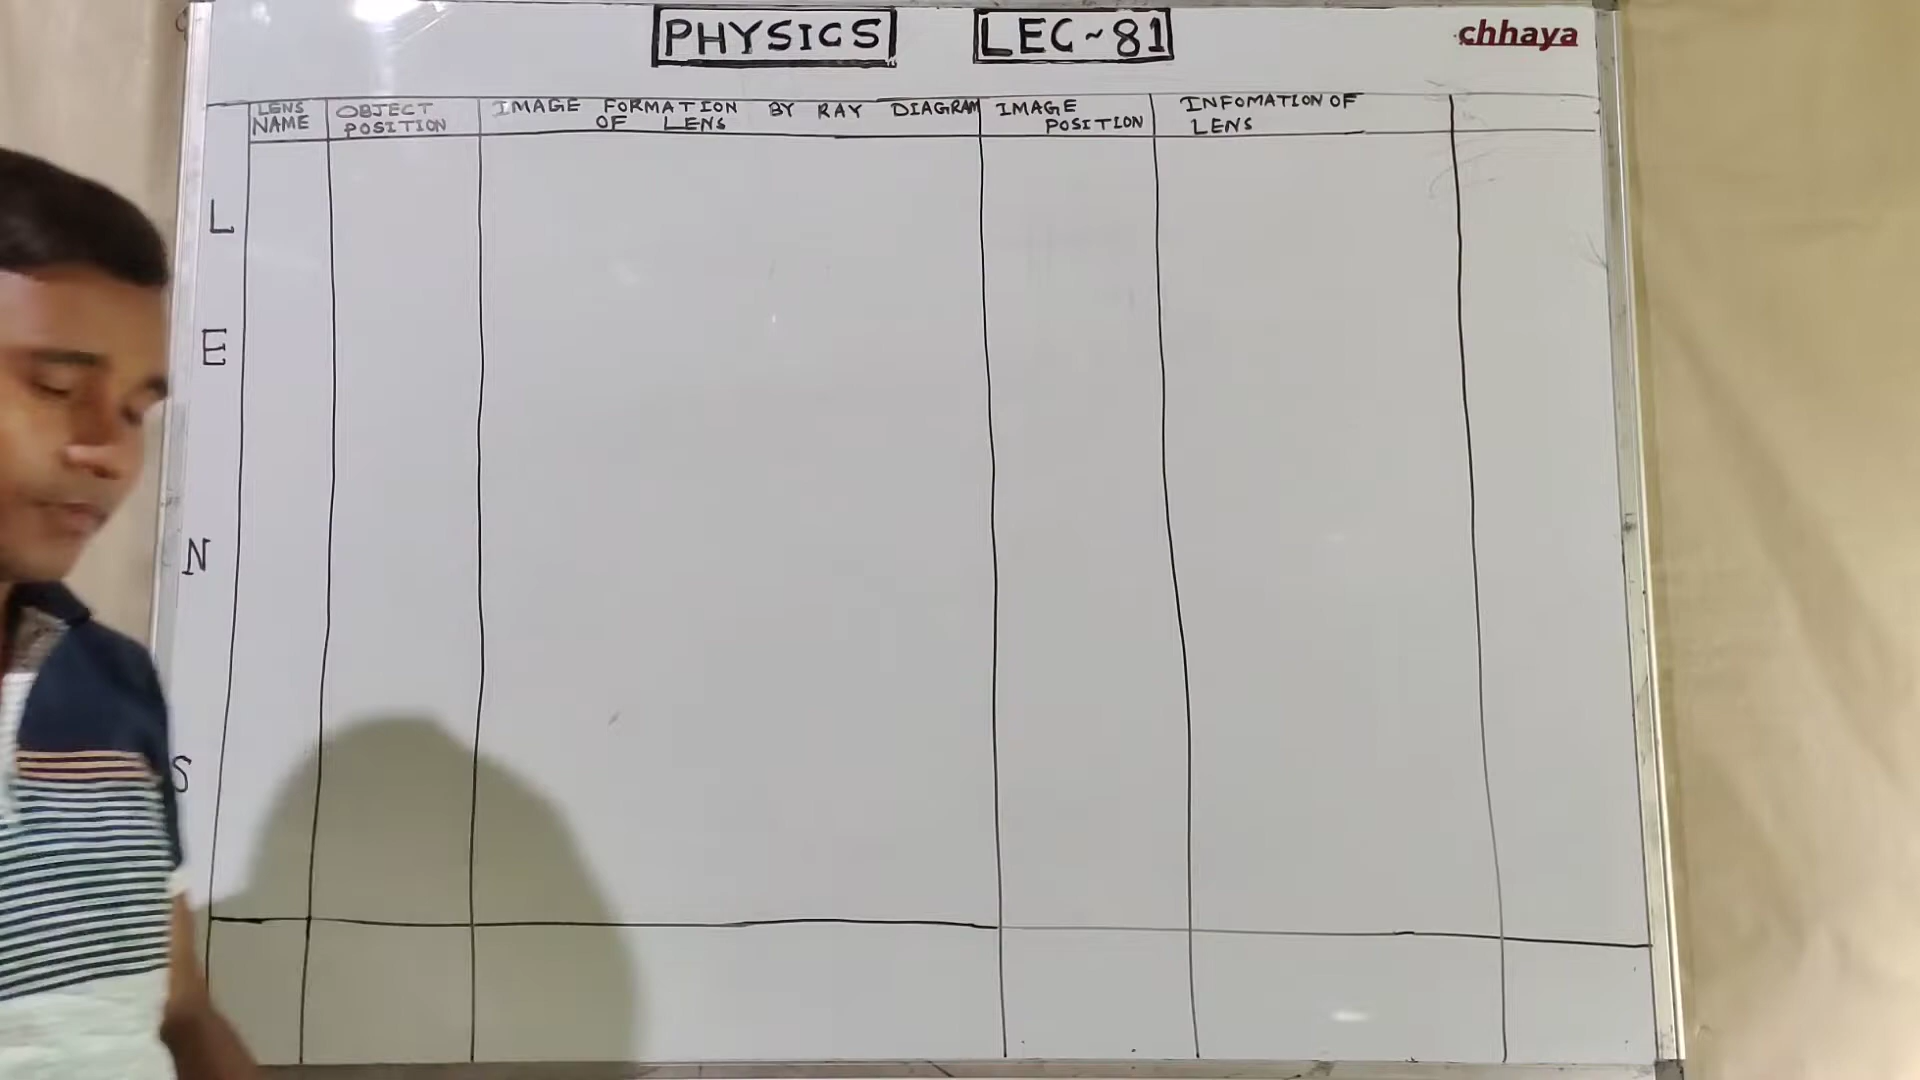 PHYSICS LEC~81
chhaya
LENS NAME
OBJECT POSITION
IMAGE FORMATION BY RAY DIAGRAM
OF LENS
IMAGE
POSITION
INFOMATION OF
LENS
L
E
N
S